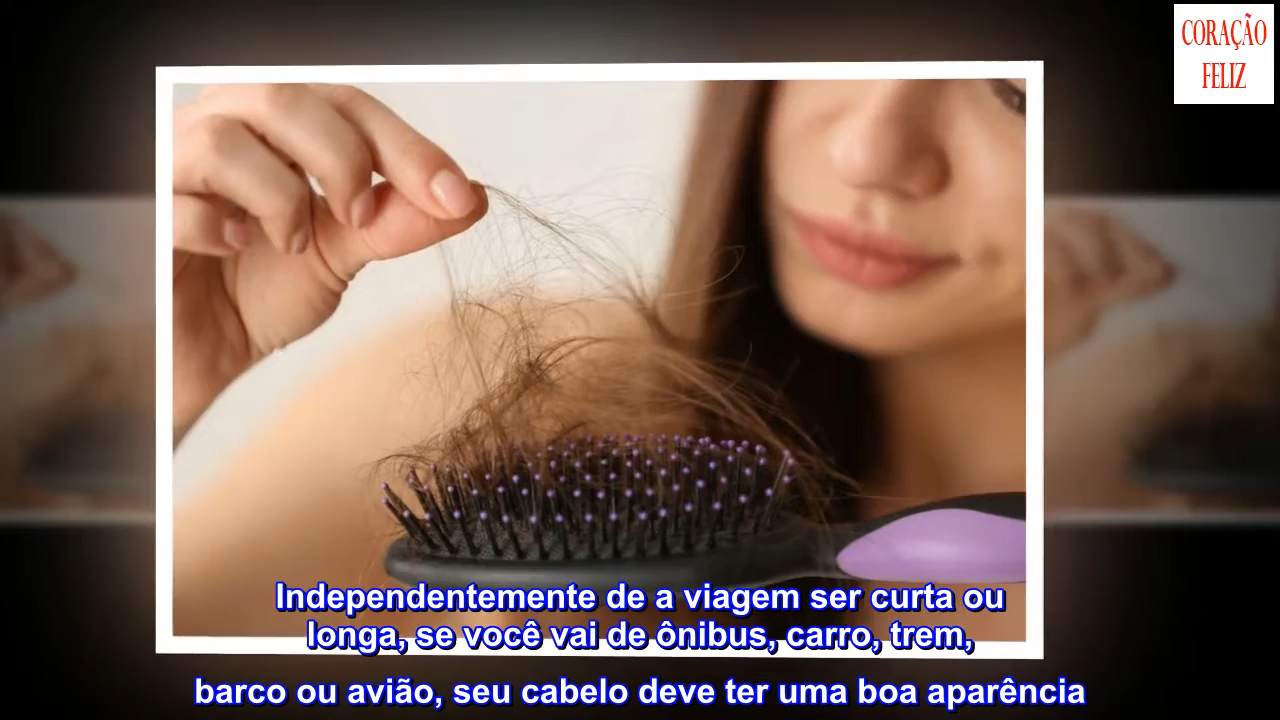 CORAÇÃO
FELIZ
Independentemente de a viagem ser curta ou
longa, se você vai de ônibus, carro, trem,
barco ou avião, seu cabelo deve ter uma boa aparência